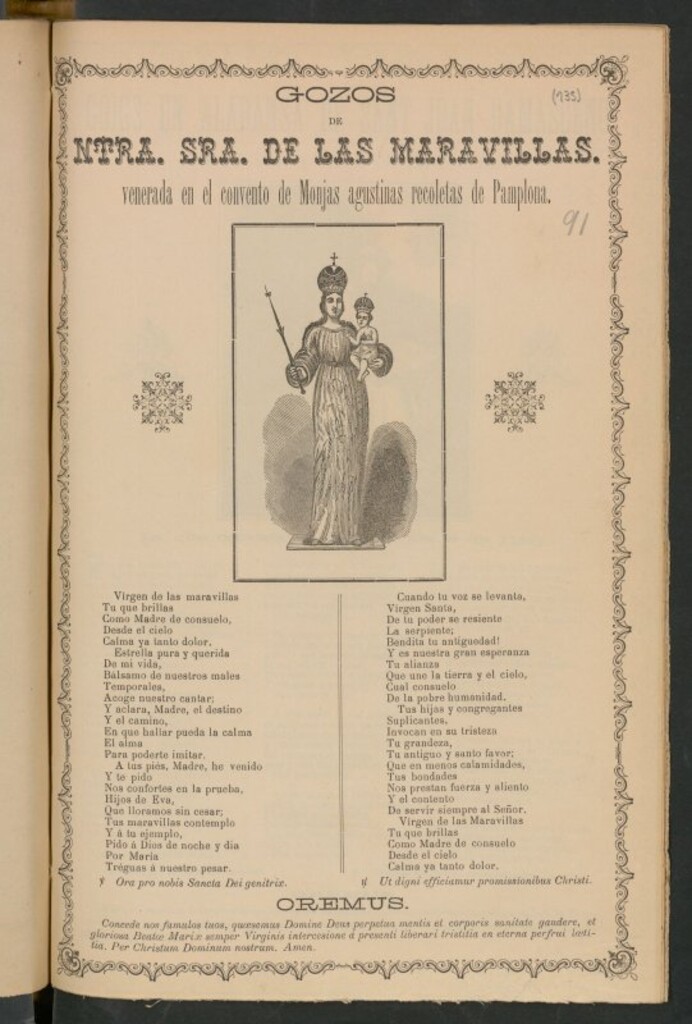 GOZOS
(735)
DE
NTRA. SRA. DE LAS MARAVILLAS.
venerada en el convento de Monjas agustinas recoletas de Pamplona.
91
Virgen de las maravillas
Tu que brillas
Como Madre de consuelo,
Desde el cielo
Calma ya tanto dolor.
Estrella pura y querida
De mi vida,
Bálsamo de nuestros males
Temporales,
Acoge nuestro cantar;
Y aclara, Madre, el destino
Y el camino,
En que hallar pueda la calma
El alma
Para poderte imitar.
A tus piés, Madre, he venido
Y te pido
Nos confortes en la prueba,
Hijos de Eva,
Que lloramos sin cesar;
Tus maravillas contemplo
Y á tu ejemplo,
Pido á Dios de noche y dia
Por María
Tréguas á nuestro pesar.
Cuando tu voz se levanta,
Virgen Santa,
De tu poder se resiente
La serpiente;
Bendita tu antiguedad!
Y es nuestra gran esperanza
Tu alianza
Que une la tierra y el cielo,
Cual consuelo
De la pobre humanidad.
Tus hijas y congregantes
Suplicantes,
Invocan en su tristeza
Tu grandeza,
Tu antiguo y santo favor;
Que en menos calamidades,
Tus bondades
Nos prestan fuerza y aliento
Y el contento
De servir siempre al Señor.
Virgen de las Maravillas
Tu que brillas
Como Madre de consuelo
Desde el cielo
Calma ya tanto dolor.
℣ Ora pro nobis Sancta Dei genitrix.
℟ Ut digni efficiamur promissionibus Christi.
OREMUS.
Concede nos famulos tuos, quæsumus Domine Deus perpetua mentis et corporis sanitate gaudere, et
gloriosa Beatæ Mariæ semper Virginis intercessione à presenti liberari tristitia en eterna perfrui lœti-
tia. Per Christum Dominum nostrum. Amen.